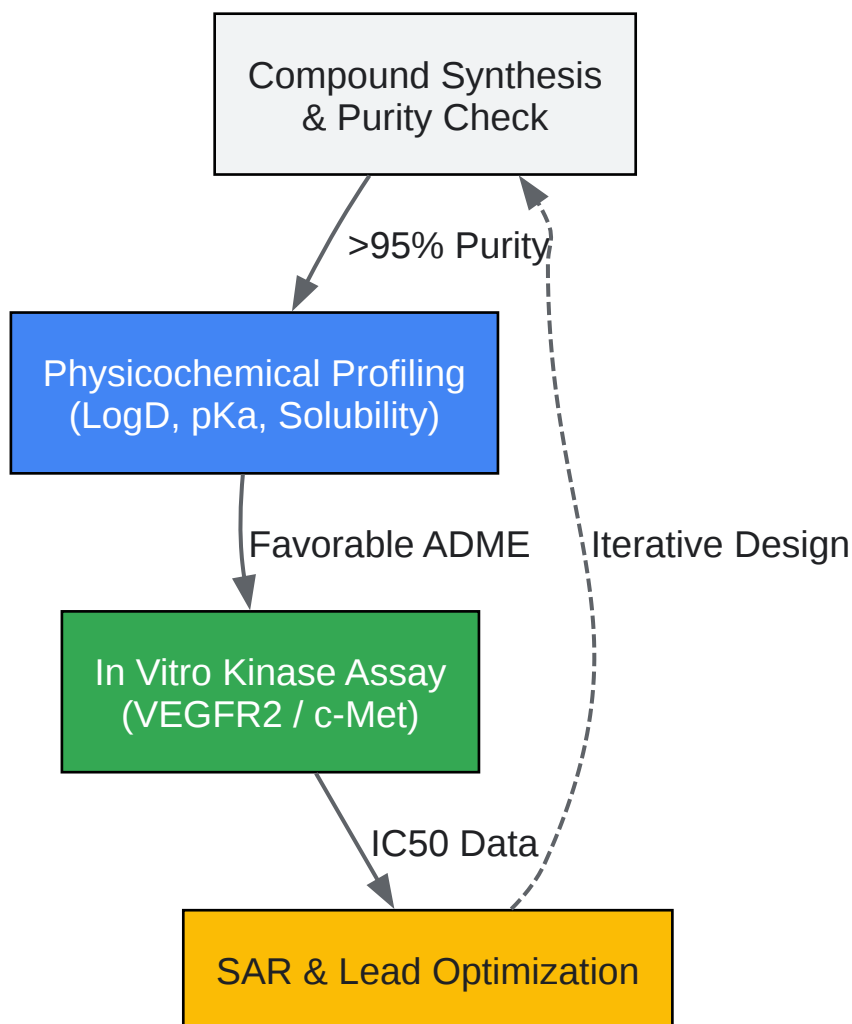 Compound Synthesis
& Purity Check
>95% Purity
Physicochemical Profiling
(LogD, pKa, Solubility)
Favorable ADME
Iterative Design
In Vitro Kinase Assay
(VEGFR2 / c-Met)
IC50 Data
SAR & Lead Optimization